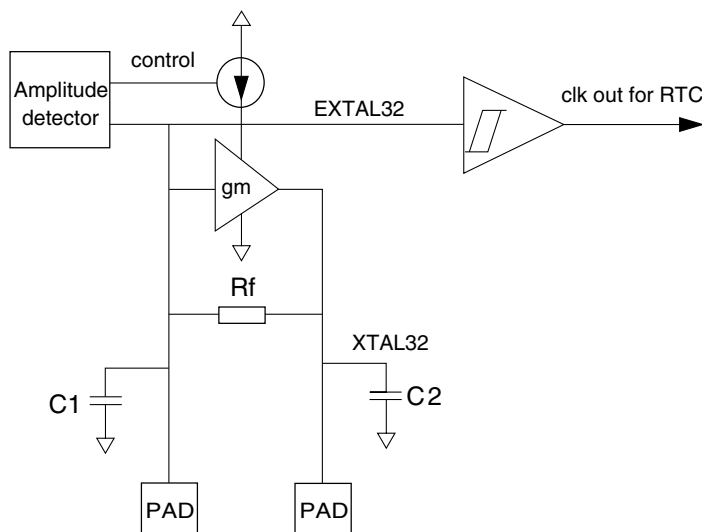 control
Amplitude
detector
EXTAL32
clk out for RTC
gm
Rf
XTAL32
C1
C2
PAD
PAD